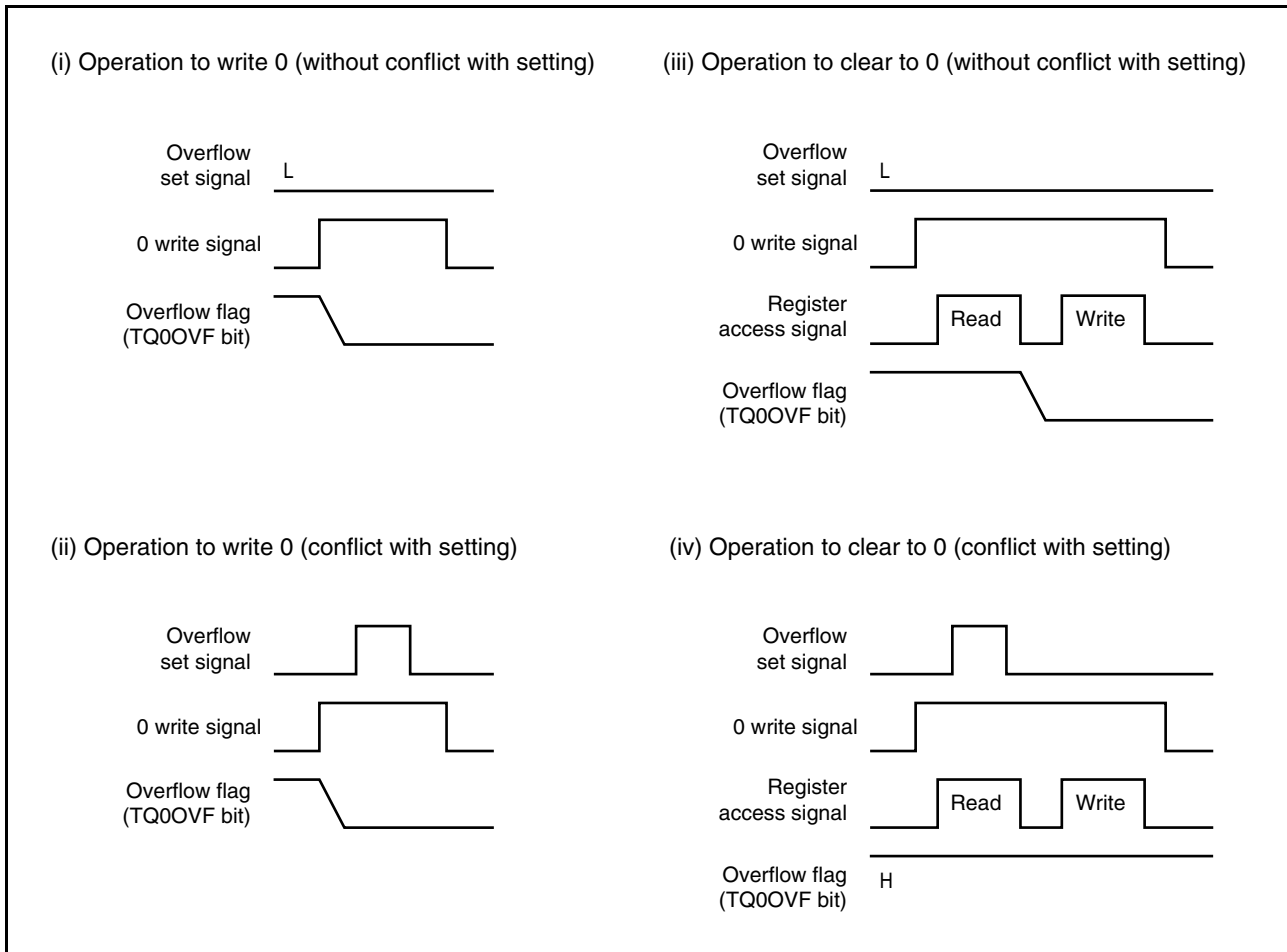 (i) Operation to write 0 (without conflict with setting)
Overflow
set signal
L
0 write signal
Overflow flag
(TQ0OVF bit)
(iii) Operation to clear to 0 (without conflict with setting)
Overflow
set signal
L
0 write signal
Register
access signal
Read
Write
Overflow flag
(TQ0OVF bit)
(ii) Operation to write 0 (conflict with setting)
Overflow
set signal
0 write signal
Overflow flag
(TQ0OVF bit)
(iv) Operation to clear to 0 (conflict with setting)
Overflow
set signal
0 write signal
Register
access signal
Read
Write
Overflow flag
(TQ0OVF bit)
H